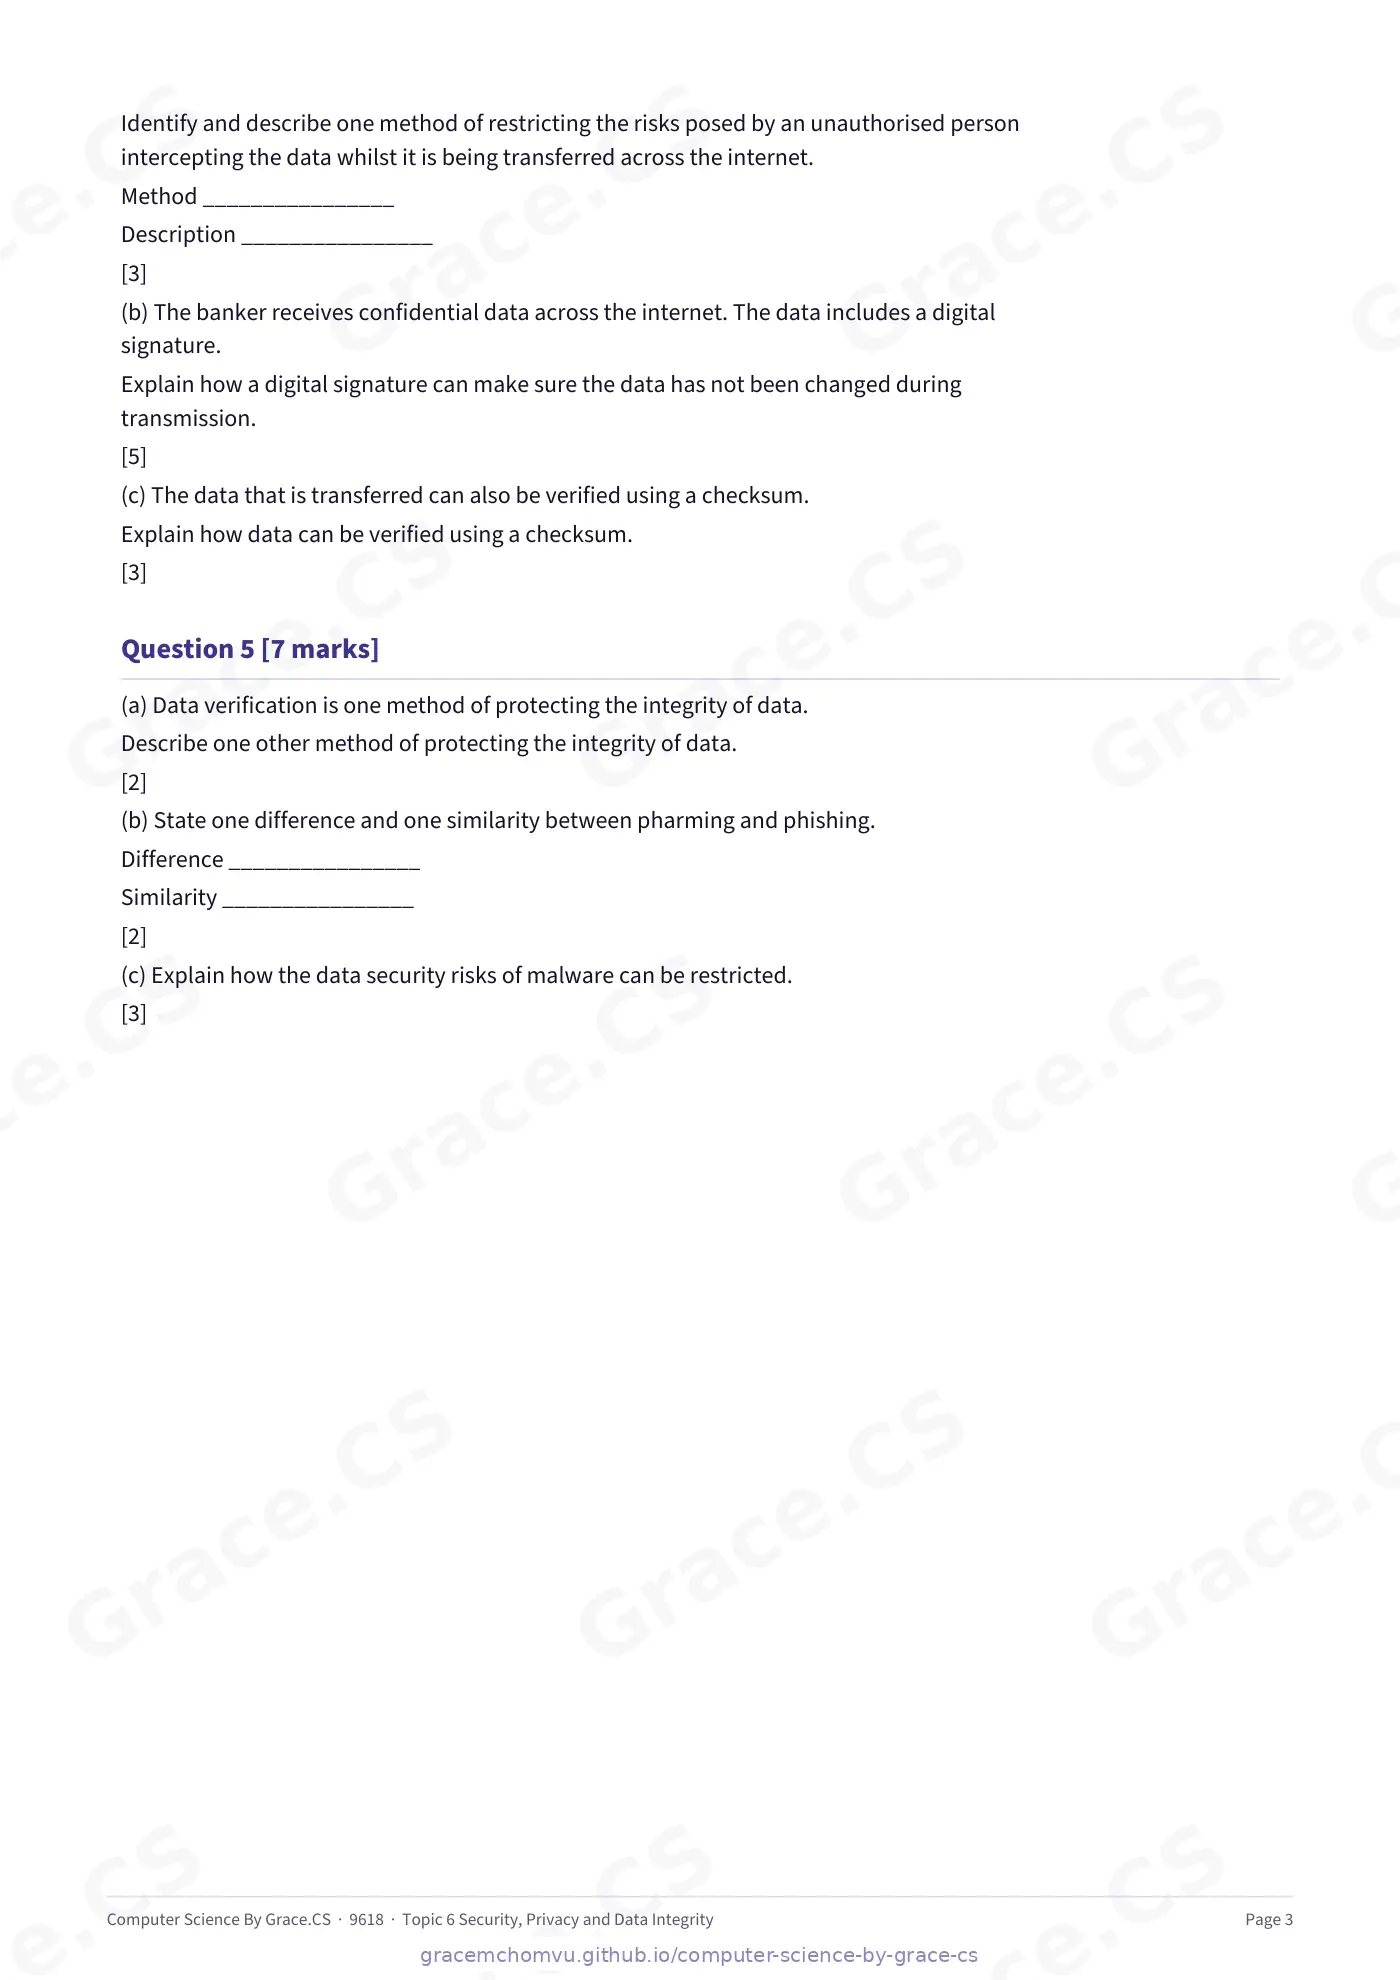 Identify and describe one method of restricting the risks posed by an unauthorised person
intercepting the data whilst it is being transferred across the internet.
Method ________________
Description ________________
[3]
(b) The banker receives confidential data across the internet. The data includes a digital
signature.
Explain how a digital signature can make sure the data has not been changed during
transmission.
[5]
(c) The data that is transferred can also be verified using a checksum.
Explain how data can be verified using a checksum.
[3]
Question 5 [7 marks]
(a) Data verification is one method of protecting the integrity of data.
Describe one other method of protecting the integrity of data.
[2]
(b) State one difference and one similarity between pharming and phishing.
Difference ________________
Similarity ________________
[2]
(c) Explain how the data security risks of malware can be restricted.
[3]
Computer Science By Grace.CS · 9618 · Topic 6 Security, Privacy and Data Integrity Page 3
gracemchomvu.github.io/computer-science-by-grace-cs
Grace.CS